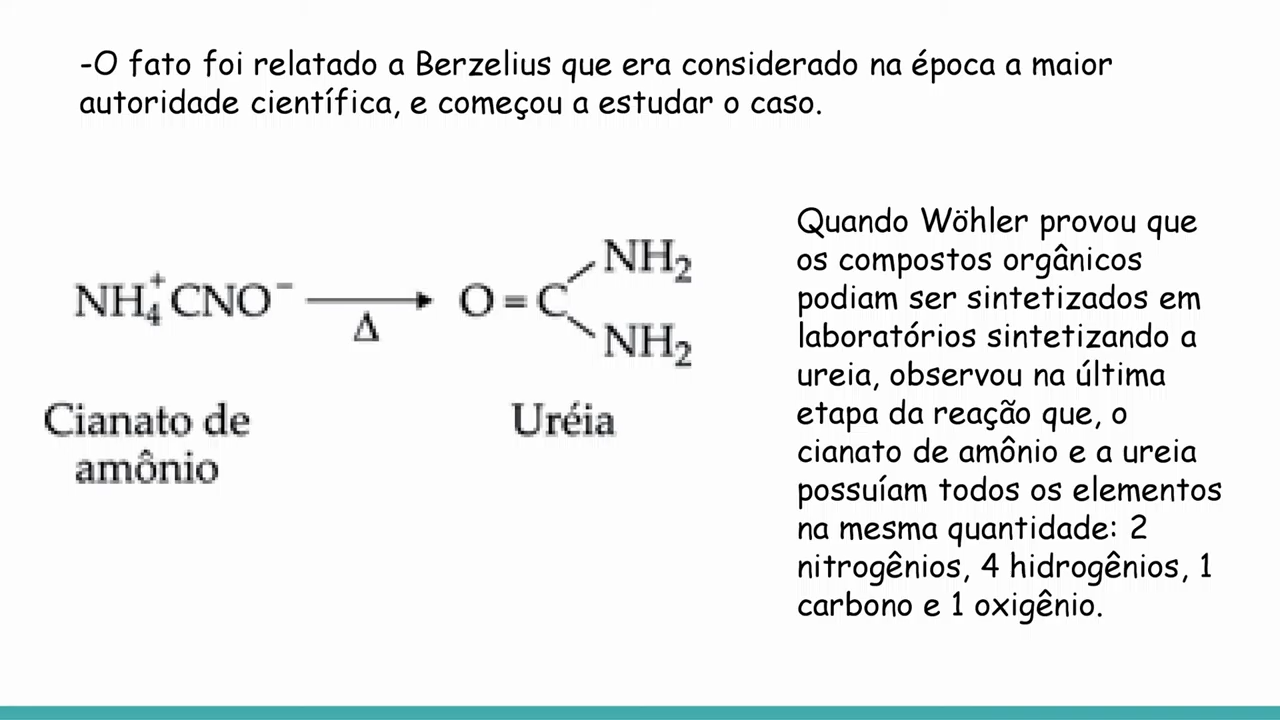 -O fato foi relatado a Berzelius que era considerado na época a maior
autoridade científica, e começou a estudar o caso.
NH₄⁺CNO⁻ ⟶ O=C
Δ
NH₂
NH₂
Cianato de
amônio
Uréia
Quando Wöhler provou que
os compostos orgânicos
podiam ser sintetizados em
laboratórios sintetizando a
ureia, observou na última
etapa da reação que, o
cianato de amônio e a ureia
possuíam todos os elementos
na mesma quantidade: 2
nitrogênios, 4 hidrogênios, 1
carbono e 1 oxigênio.